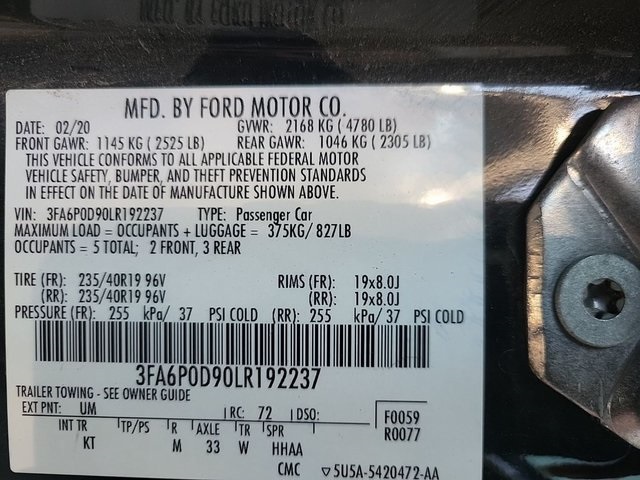 MFD. BY FORD MOTOR CO.
DATE: 02/20 GVWR: 2168 KG ( 4780 LB)
FRONT GAWR: 1145 KG ( 2525 LB) REAR GAWR: 1046 KG ( 2305 LB)
THIS VEHICLE CONFORMS TO ALL APPLICABLE FEDERAL MOTOR
VEHICLE SAFETY, BUMPER, AND THEFT PREVENTION STANDARDS
IN EFFECT ON THE DATE OF MANUFACTURE SHOWN ABOVE.
VIN: 3FA6P0D90LR192237 TYPE: Passenger Car
MAXIMUM LOAD = OCCUPANTS + LUGGAGE = 375KG/ 827LB
OCCUPANTS = 5 TOTAL; 2 FRONT, 3 REAR
TIRE (FR): 235/40R19 96V RIMS (FR): 19x8.0J
(RR): 235/40R19 96V (RR): 19x8.0J
PRESSURE (FR): 255 kPa/ 37 PSI COLD (RR): 255 kPa/ 37 PSI COLD
3FA6P0D90LR192237
TRAILER TOWING - SEE OWNER GUIDE
EXT PNT: UM RC: 72 DSO: F0059
INT TR TP/PS R AXLE TR SPR R0077
KT M 33 W HHAA
CMC ▽5U5A-5420472-AA